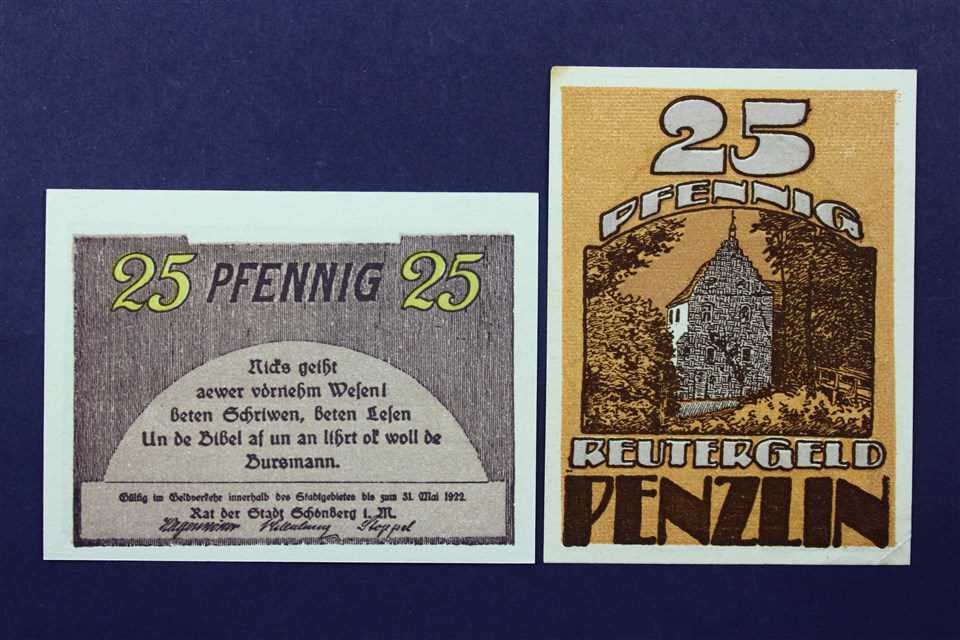 25 PFENNIG 25
Nicks geiht
aewer vörnehm Wesen!
beten Schriwen, beten Lesen
Un de Bibel af un an lihrt ok woll de
Bursmann.
Gültig im Geldverkehr innerhalb des Stadtgebietes bis zum 31. Mai 1922.
Rat der Stadt Schönberg i. M.
25
PFENNIG
REUTERGELD
PENZLIN